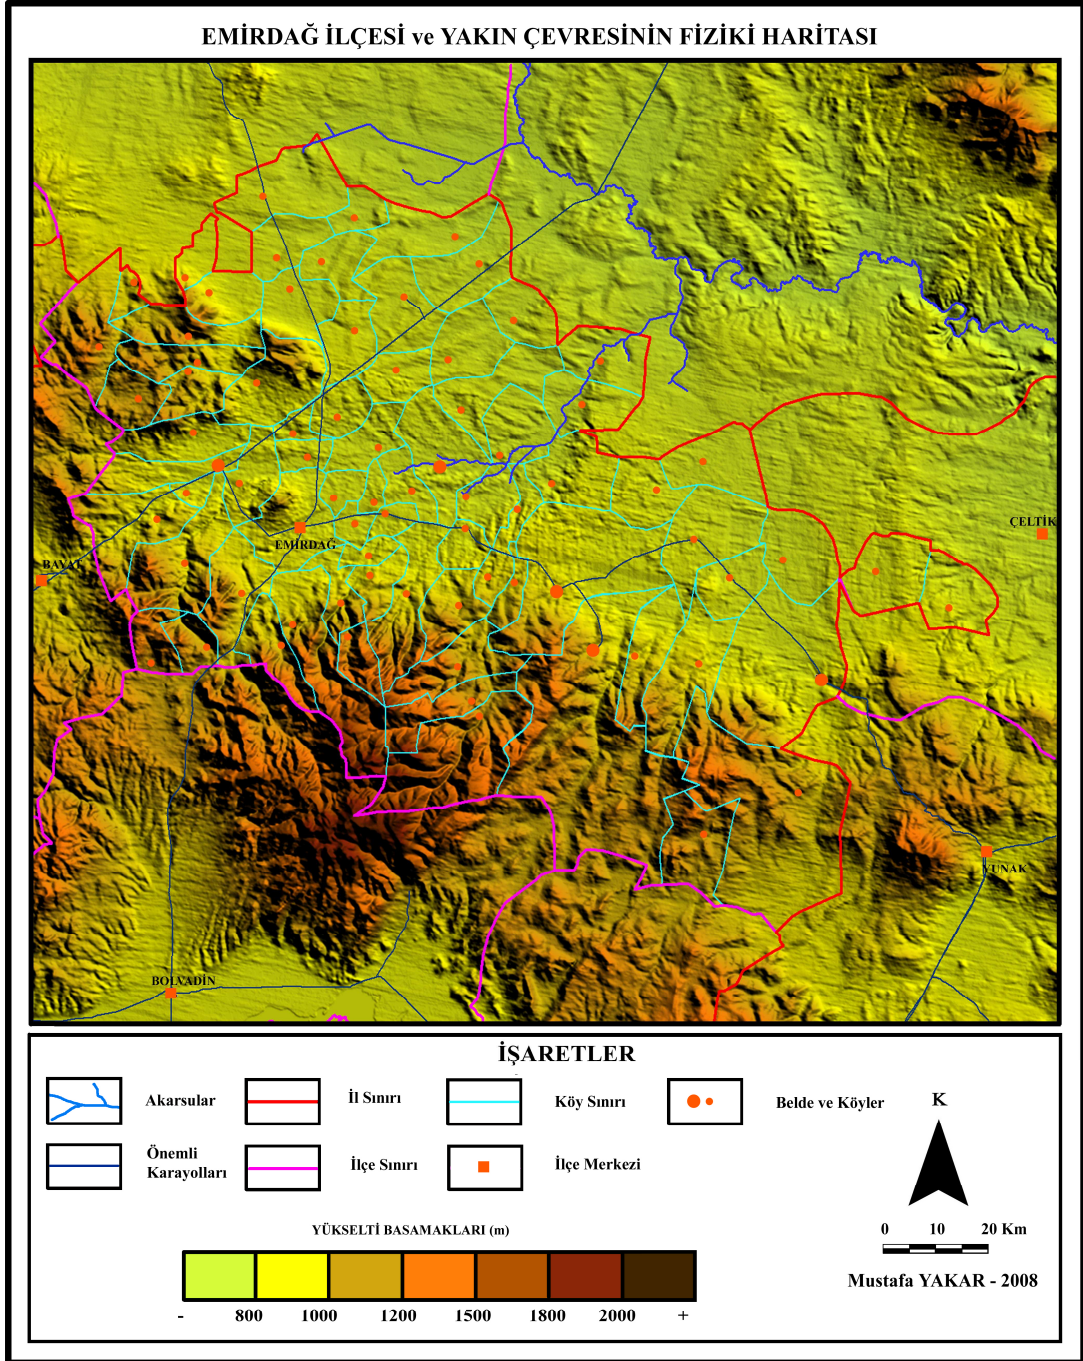 EMİRDAĞ İLÇESİ ve YAKIN ÇEVRESİNİN FİZİKİ HARİTASI
ÇELTİK
EMİRDAĞ
BAYAT
YUNAK
BOLVADİN
İŞARETLER
Akarsular
İl Sınırı
Köy Sınırı
Belde ve Köyler
K
Önemli
Karayolları
İlçe Sınırı
İlçe Merkezi
YÜKSELTİ BASAMAKLARI (m)
0 10 20 Km
Mustafa YAKAR - 2008
- 800 1000 1200 1500 1800 2000 +